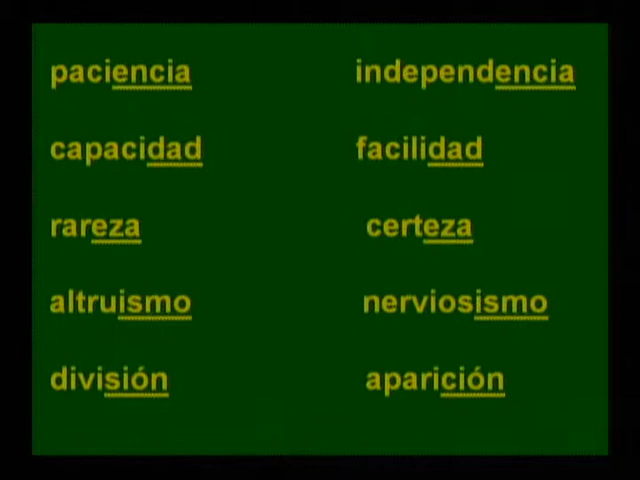 paciencia independencia
capacidad facilidad
rareza certeza
altruismo nerviosismo
división aparición